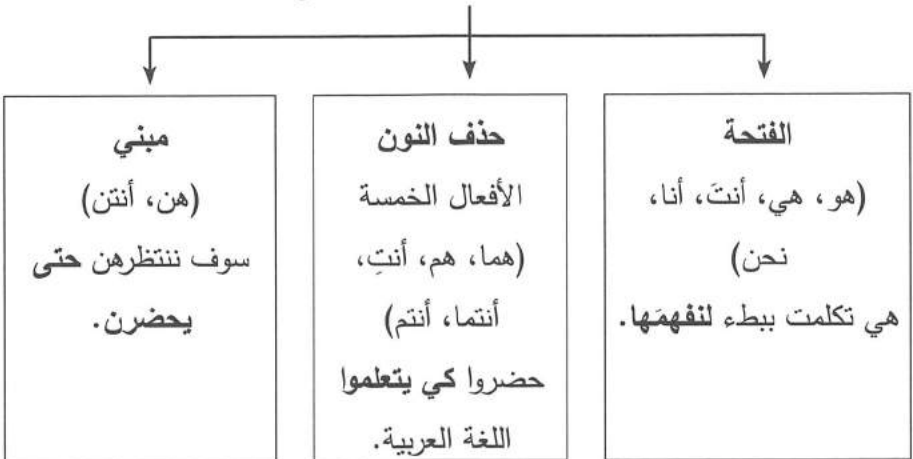 الفتحة
(هو، هي، أنتَ، أنا،
نحن)
هي تكلمت ببطء لنفهمَها.
حذف النون
الأفعال الخمسة
(هما، هم، أنتِ،
أنتما، أنتم)
حضروا كي يتعلموا
اللغة العربية.
مبني
(هن، أنتن)
سوف ننتظرهن حتى
يحضرن.